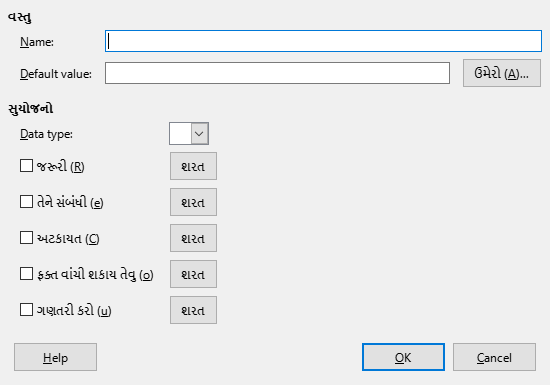 વસ્તુ
Name:
Default value:
ઉમેરો (A)...
સુયોજનો
Data type:
જરૂરી (R)
શરત
તેને સંબંધી (e)
શરત
અટકાયત (C)
શરત
ફક્ત વાંચી શકાય તેવુ (o)
શરત
ગણતરી કરો (u)
શરત
Help
OK
Cancel